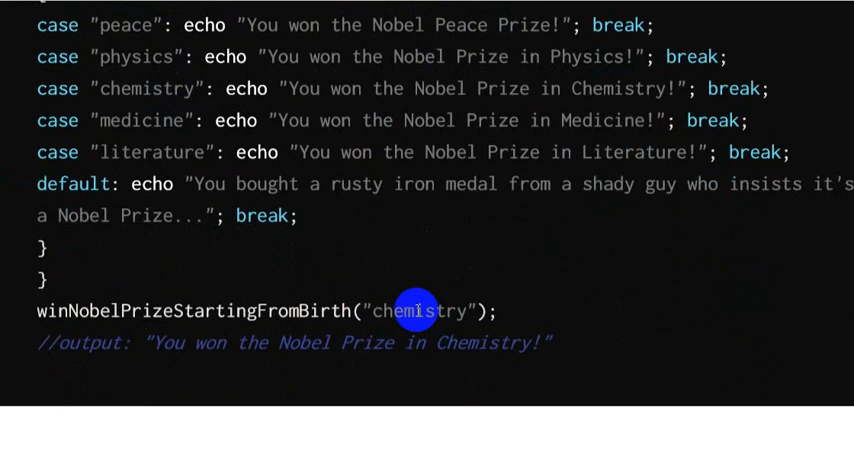 case "peace": echo "You won the Nobel Peace Prize!"; break;
case "physics": echo "You won the Nobel Prize in Physics!"; break;
case "chemistry": echo "You won the Nobel Prize in Chemistry!"; break;
case "medicine": echo "You won the Nobel Prize in Medicine!"; break;
case "literature": echo "You won the Nobel Prize in Literature!"; break;
default: echo "You bought a rusty iron medal from a shady guy who insists it's
a Nobel Prize..."; break;
}
}
winNobelPrizeStartingFromBirth("chemistry");
//output: "You won the Nobel Prize in Chemistry!"